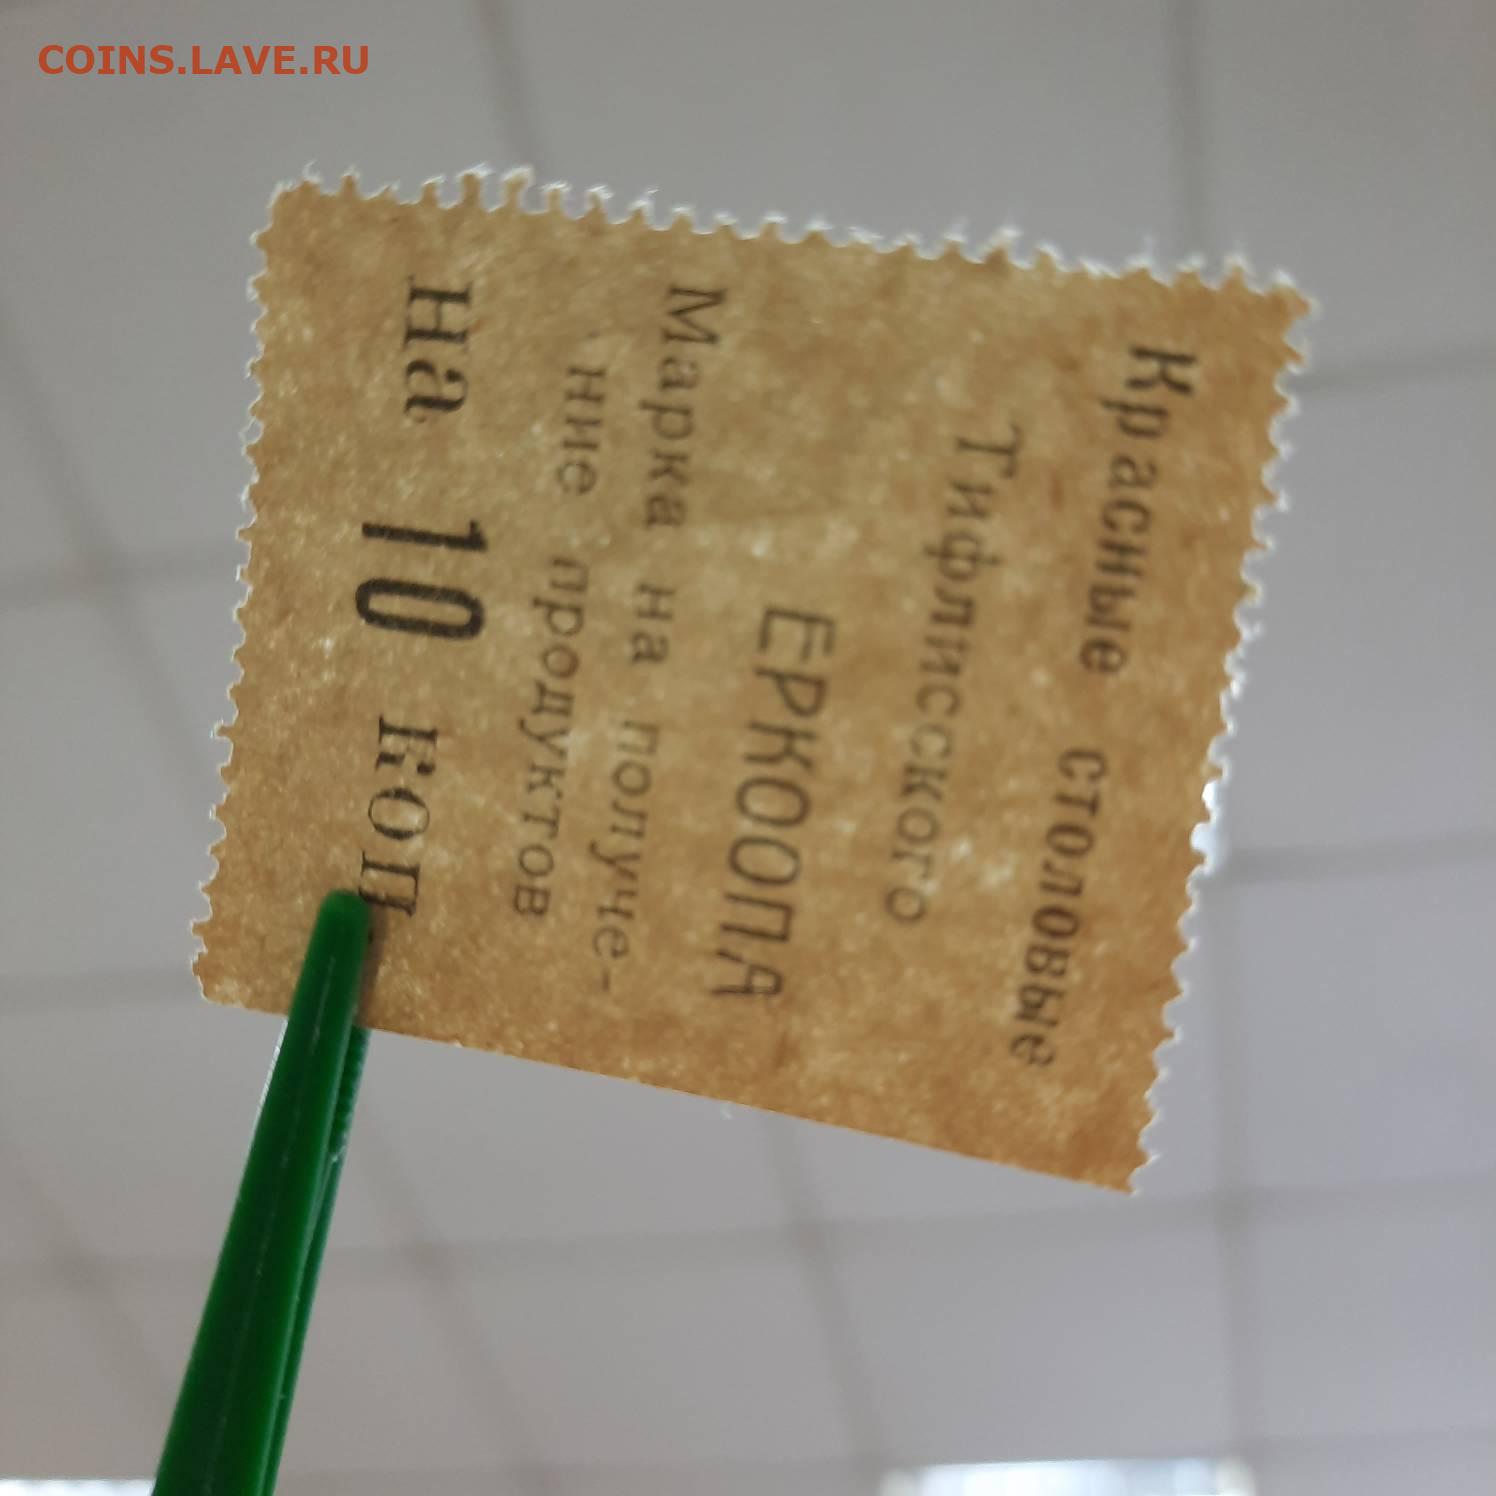 COINS.LAVE.RU
Красные столовые
Тифлисского
ЕРКООПА
Марка на получе-
ние продуктов
на 10 коп